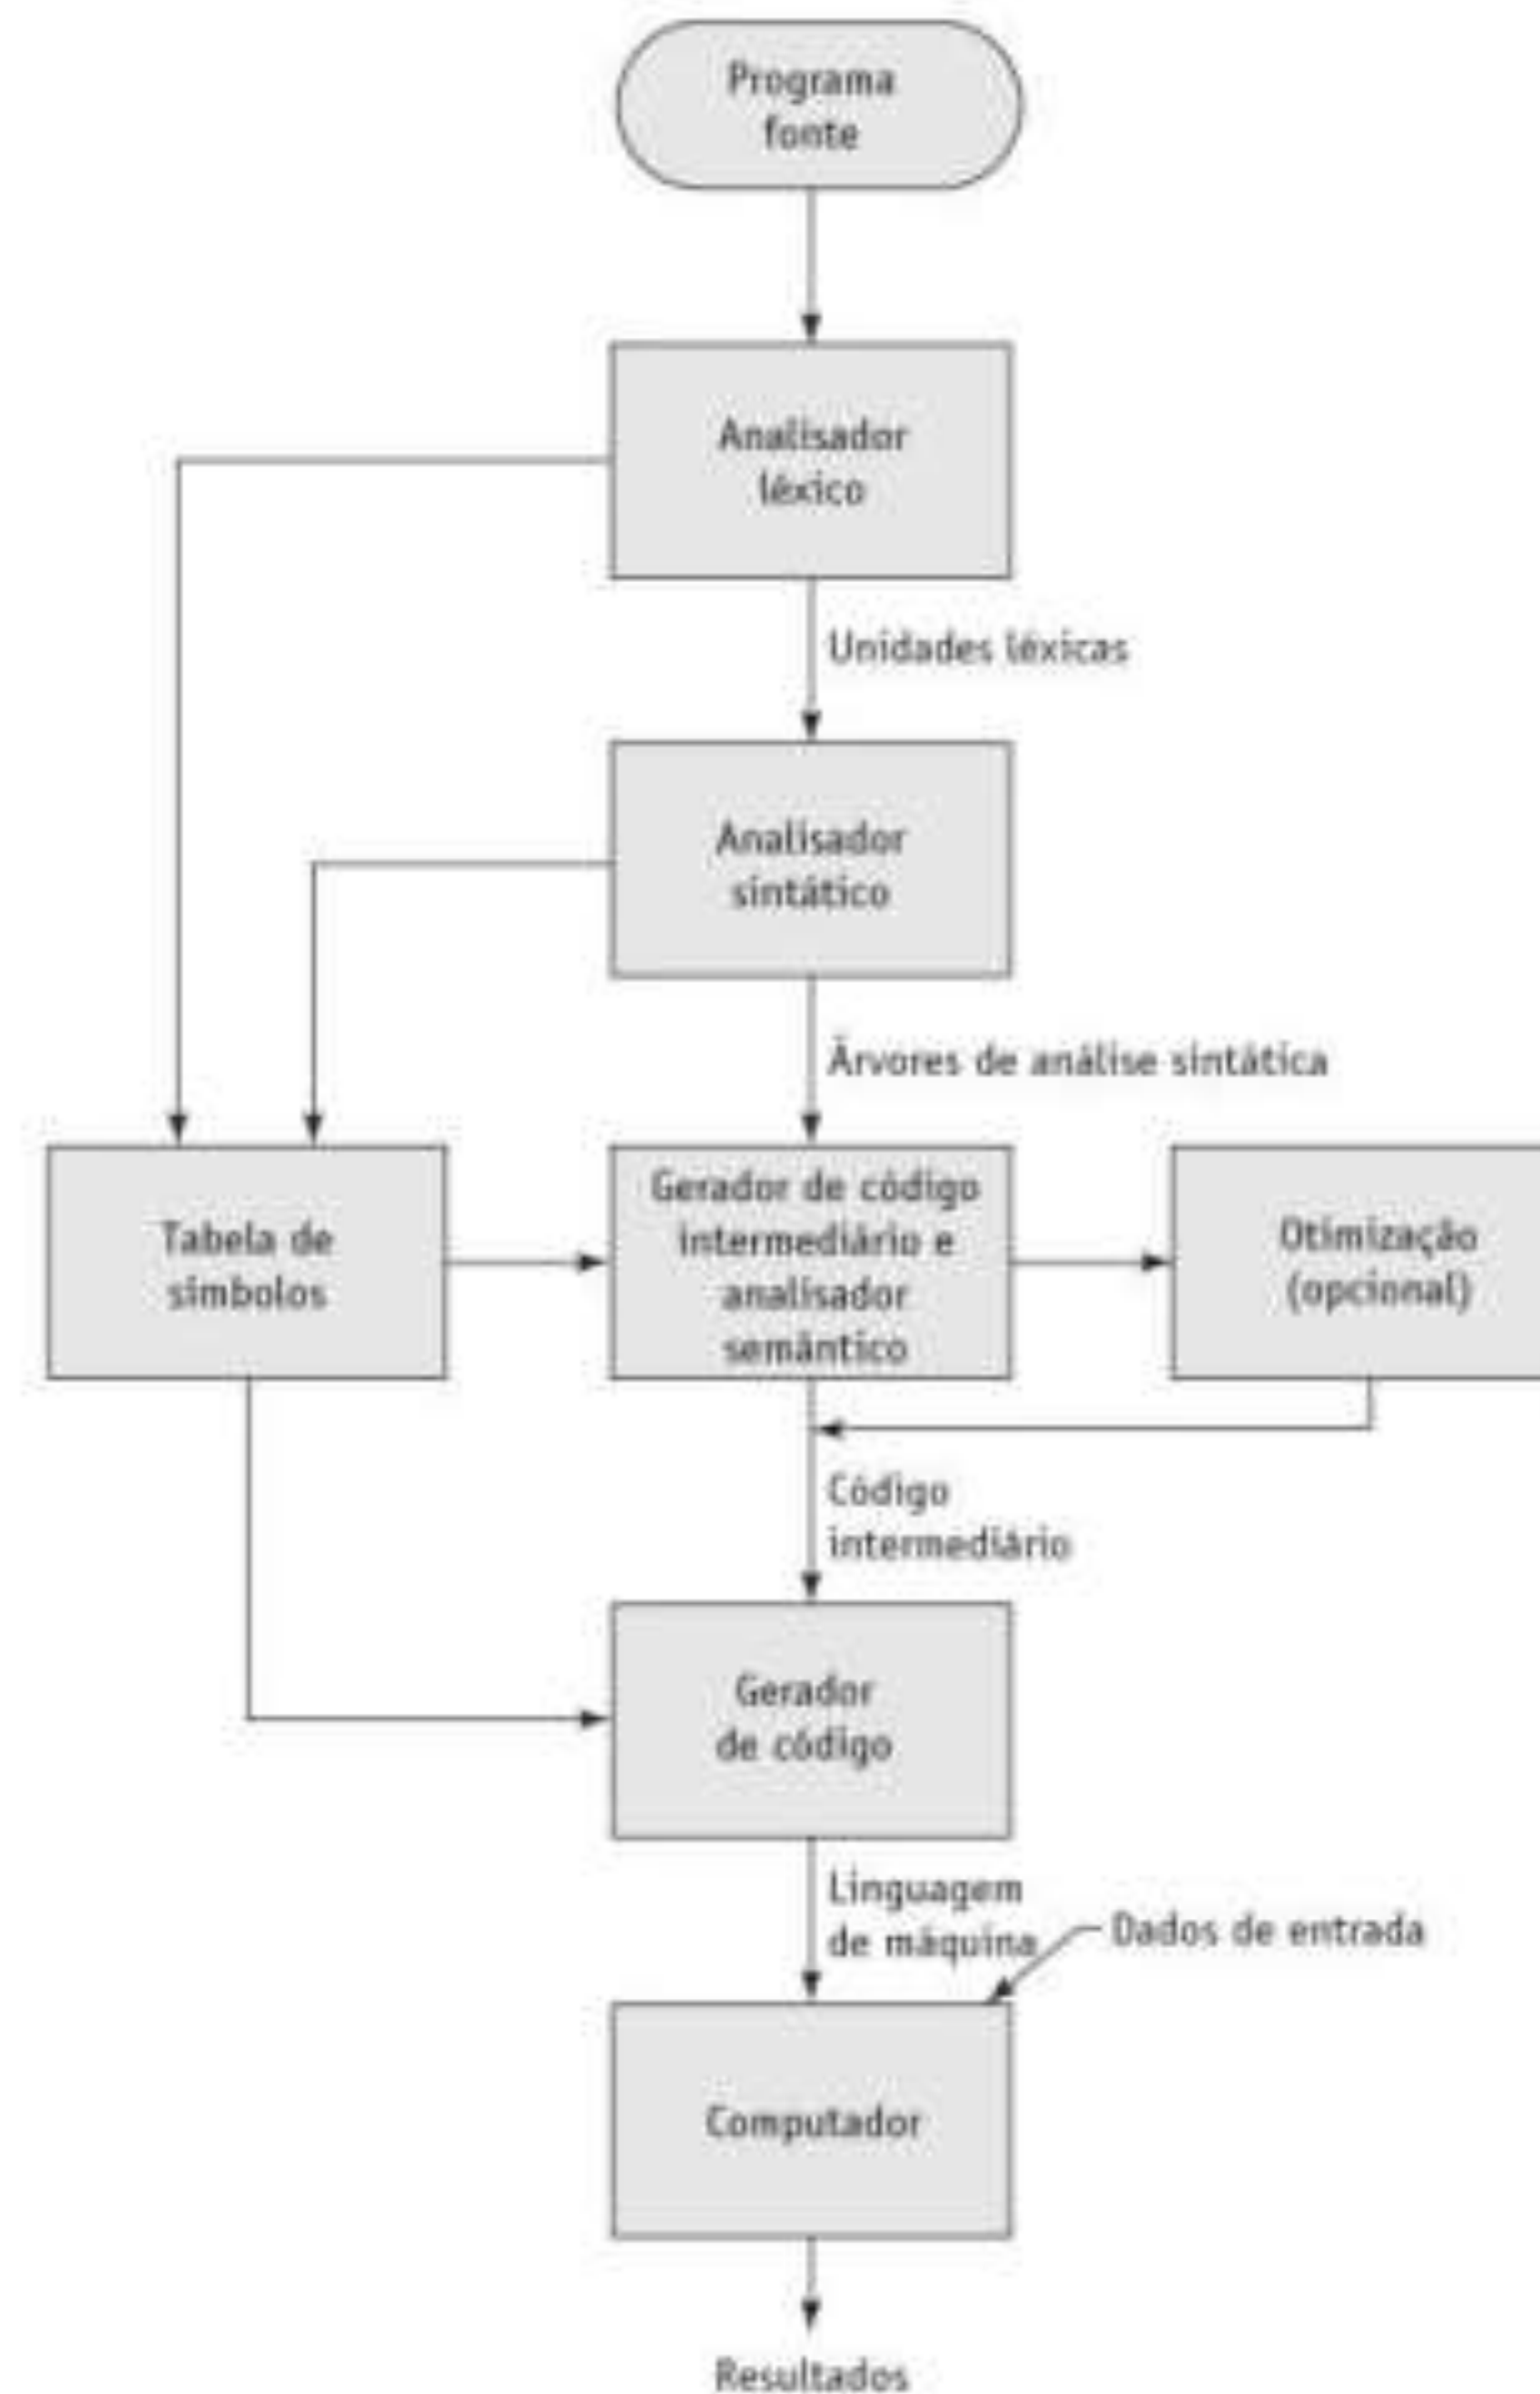 Programa
fonte
Analisador
léxico
Unidades léxicas
Analisador
sintático
Árvores de análise sintática
Tabela de
símbolos
Gerador de código
intermediário e
analisador
semântico
Otimização
(opcional)
Código
intermediário
Gerador
de código
Linguagem
de máquina
Dados de entrada
Computador
Resultados